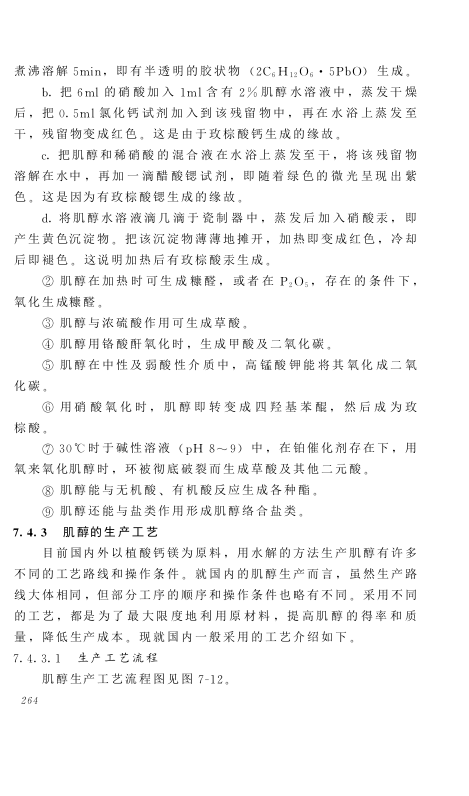 煮沸溶解 5min，即有半透明的胶状物（2C₆H₁₂O₆·5PbO）生成。
b. 把 6ml 的硝酸加入 1ml 含有 2%肌醇水溶液中，蒸发干燥
后，把 0.5ml 氯化钙试剂加入到该残留物中，再在水浴上蒸发至
干，残留物变成红色。这是由于玫棕酸钙生成的缘故。
c. 把肌醇和稀硝酸的混合液在水浴上蒸发至干，将该残留物
溶解在水中，再加一滴醋酸锶试剂，即随着绿色的微光呈现出紫
色。这是因为有玫棕酸锶生成的缘故。
d. 将肌醇水溶液滴几滴于瓷制器中，蒸发后加入硝酸汞，即
产生黄色沉淀物。把该沉淀物薄薄地摊开，加热即变成红色，冷却
后即褪色。这说明加热后有玫棕酸汞生成。
② 肌醇在加热时可生成糠醛，或者在 P₂O₅，存在的条件下，
氧化生成糠醛。
③ 肌醇与浓硫酸作用可生成草酸。
④ 肌醇用铬酸酐氧化时，生成甲酸及二氧化碳。
⑤ 肌醇在中性及弱酸性介质中，高锰酸钾能将其氧化成二氧
化碳。
⑥ 用硝酸氧化时，肌醇即转变成四羟基苯醌，然后成为玫
棕酸。
⑦ 30℃时于碱性溶液（pH 8～9）中，在铂催化剂存在下，用
氧来氧化肌醇时，环被彻底破裂而生成草酸及其他二元酸。
⑧ 肌醇能与无机酸、有机酸反应生成各种酯。
⑨ 肌醇还能与盐类作用形成肌醇络合盐类。
7.4.3 肌醇的生产工艺
目前国内外以植酸钙镁为原料，用水解的方法生产肌醇有许多
不同的工艺路线和操作条件。就国内的肌醇生产而言，虽然生产路
线大体相同，但部分工序的顺序和操作条件也略有不同。采用不同
的工艺，都是为了最大限度地利用原材料，提高肌醇的得率和质
量，降低生产成本。现就国内一般采用的工艺介绍如下。
7.4.3.1 生产工艺流程
肌醇生产工艺流程图见图 7-12。
264